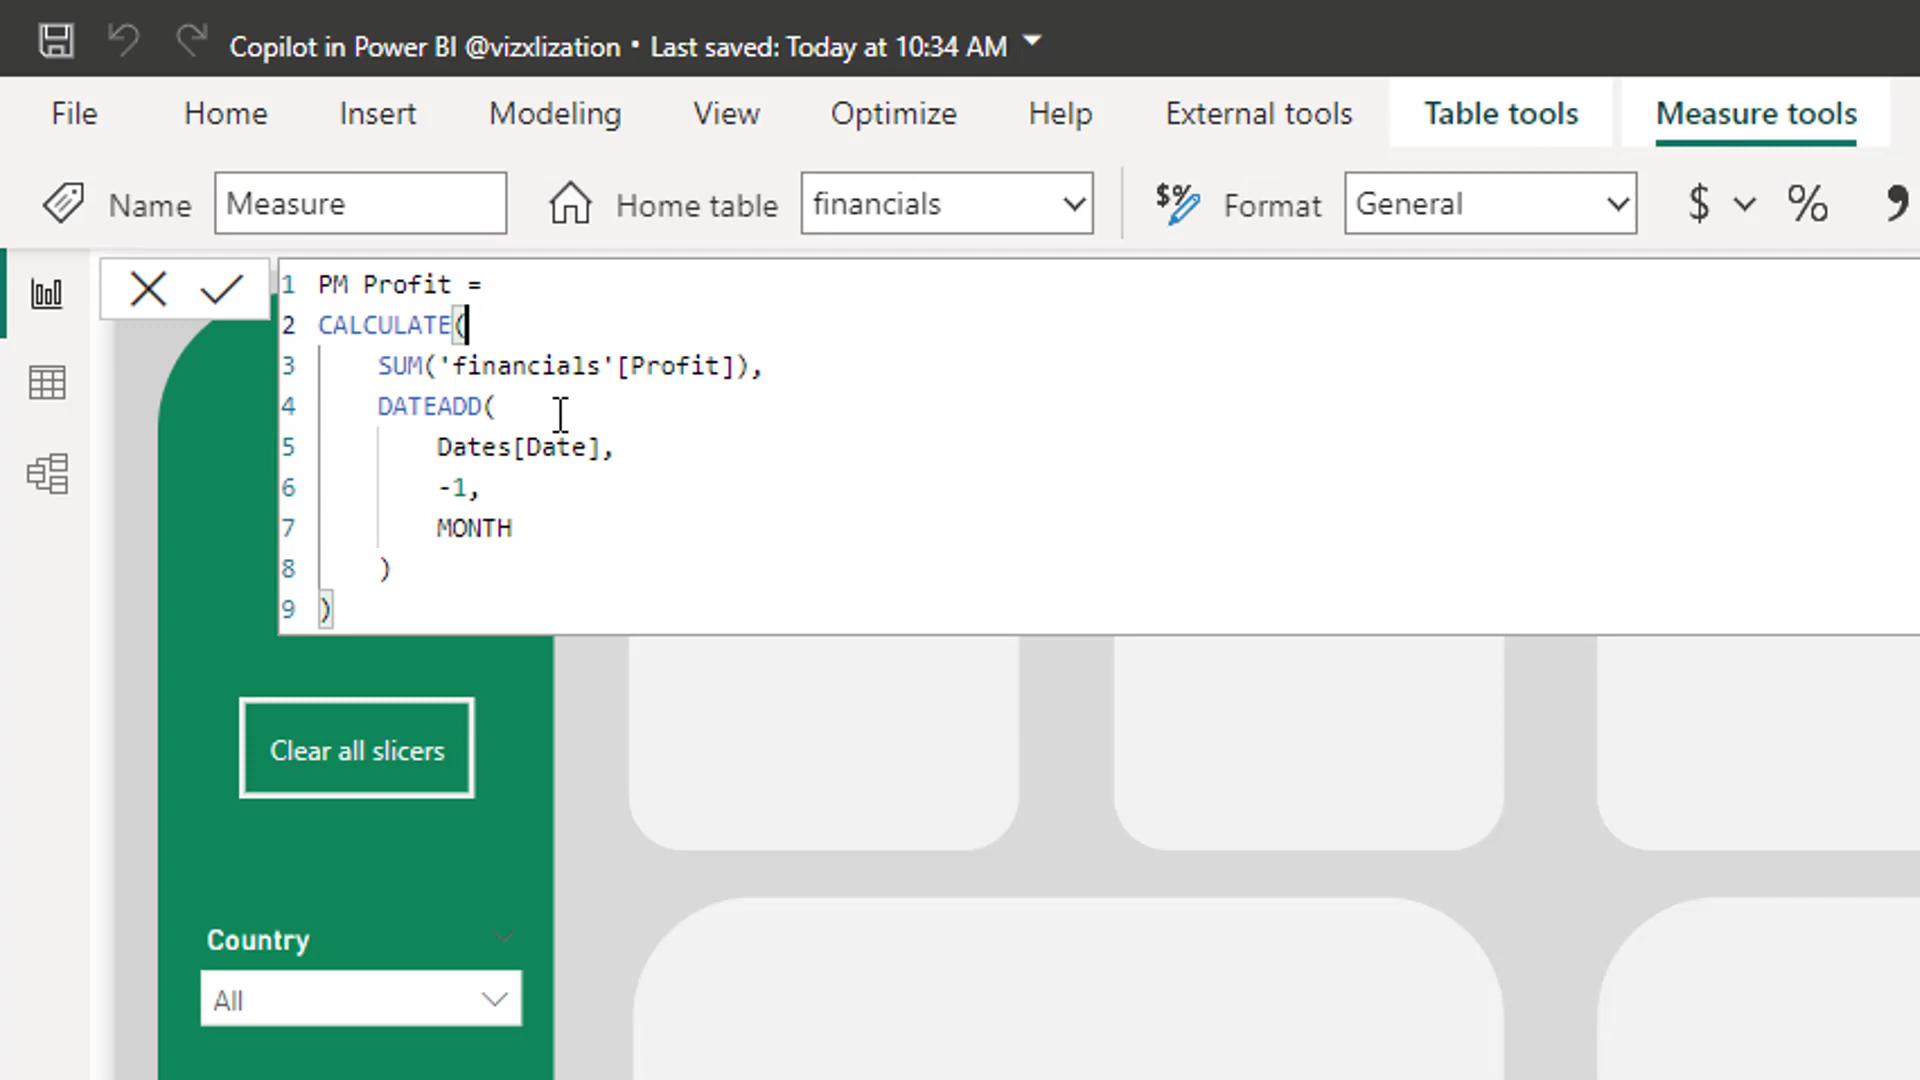 Copilot in Power BI @vizxlization • Last saved: Today at 10:34 AM
File Home Insert Modeling View Optimize Help External tools Table tools Measure tools
Name Measure Home table financials Format General $ % ,
1 PM Profit =
2 CALCULATE(
3 SUM('financials'[Profit]),
4 DATEADD(
5 Dates[Date],
6 -1,
7 MONTH
8 )
9 )
Clear all slicers
Country
All